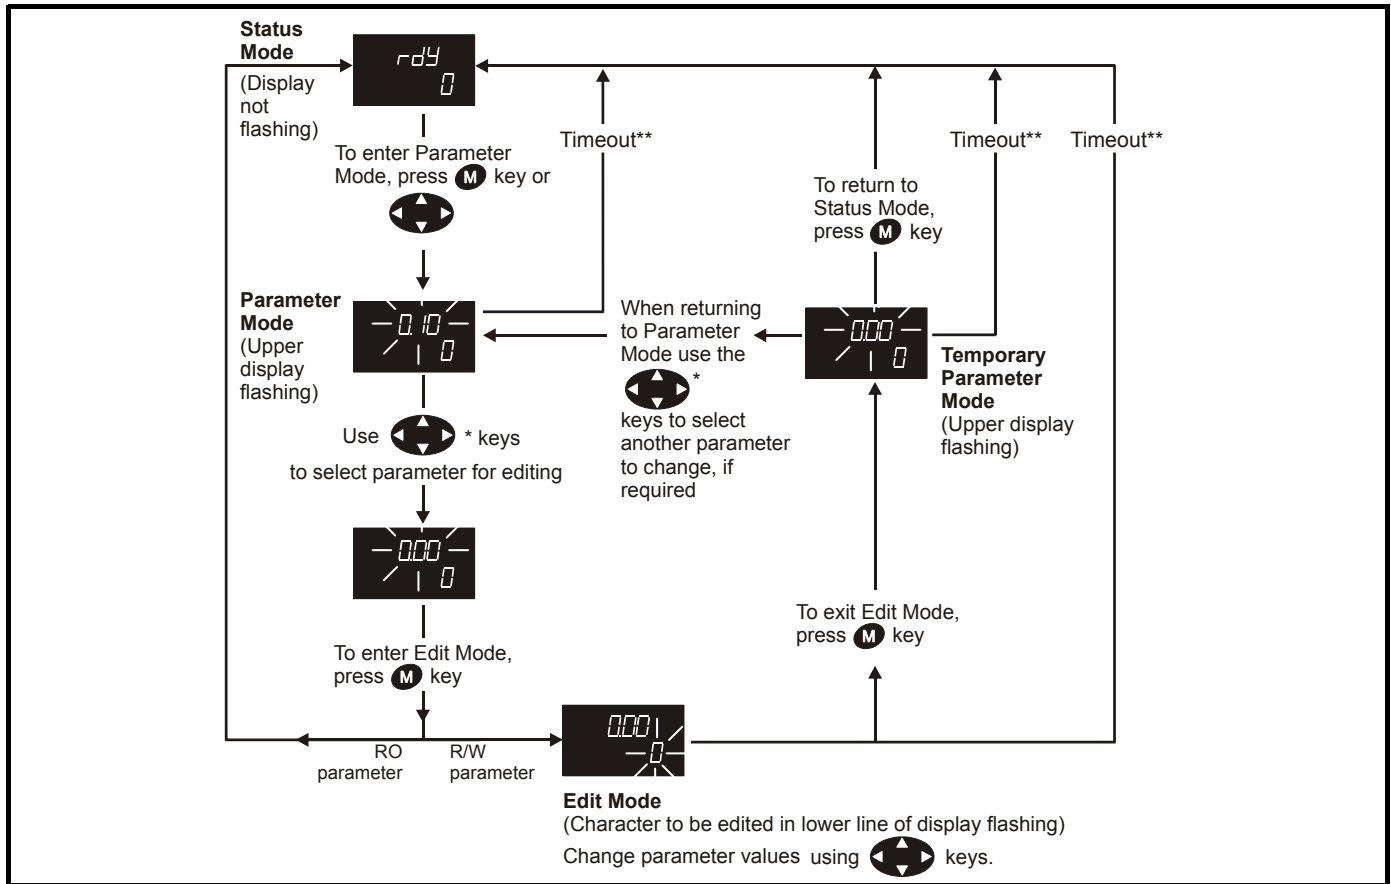 Status
Mode
(Display
not
flashing)
rdY
0
To enter Parameter
Mode, press M key or
Timeout**
Timeout**
Timeout**
To return to
Status Mode,
press M key
Parameter
Mode
(Upper
display
flashing)
0.10
0
When returning
to Parameter
Mode use the
*
keys to select
another parameter
to change, if
required
0.00
0
Temporary
Parameter
Mode
(Upper display
flashing)
Use * keys
to select parameter for editing
0.00
0
To enter Edit Mode,
press M key
To exit Edit Mode,
press M key
RO
parameter
R/W
parameter
0.00
0
Edit Mode
(Character to be edited in lower line of display flashing)
Change parameter values using keys.